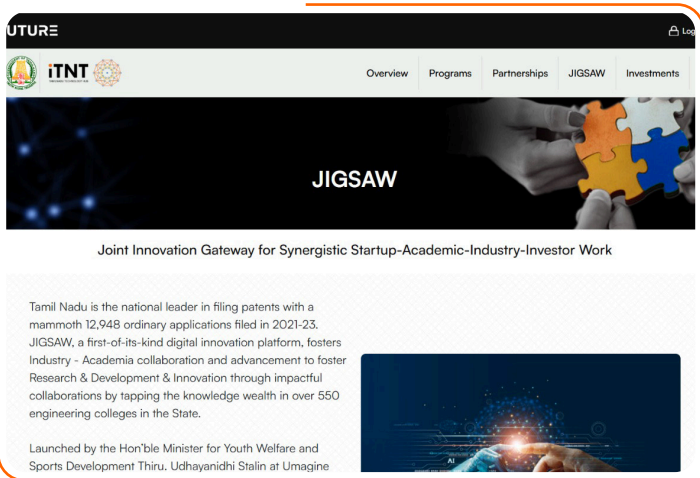 UTURΞ
Log
iTNT
Overview Programs Partnerships JIGSAW Investments
JIGSAW
Joint Innovation Gateway for Synergistic Startup-Academic-Industry-Investor Work
Tamil Nadu is the national leader in filing patents with a
mammoth 12,948 ordinary applications filed in 2021-23.
JIGSAW, a first-of-its-kind digital innovation platform, fosters
Industry - Academia collaboration and advancement to foster
Research & Development & Innovation through impactful
collaborations by tapping the knowledge wealth in over 550
engineering colleges in the State.
Launched by the Hon'ble Minister for Youth Welfare and
Sports Development Thiru. Udhayanidhi Stalin at Umagine
AI